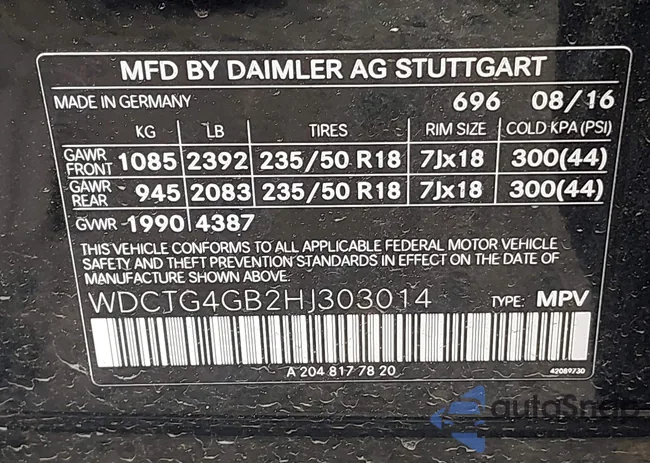 MFD BY DAIMLER AG STUTTGART
MADE IN GERMANY 696 08/16
KG LB TIRES RIM SIZE COLD KPA (PSI)
GAWR FRONT 1085 2392 235/50 R18 7Jx18 300(44)
GAWR REAR 945 2083 235/50 R18 7Jx18 300(44)
GVWR 1990 4387
THIS VEHICLE CONFORMS TO ALL APPLICABLE FEDERAL MOTOR VEHICLE
SAFETY AND THEFT PREVENTION STANDARDS IN EFFECT ON THE DATE OF
MANUFACTURE SHOWN ABOVE.
WDCTG4GB2HJ303014 TYPE: MPV
A 204 817 78 20 42089730
autoSnap